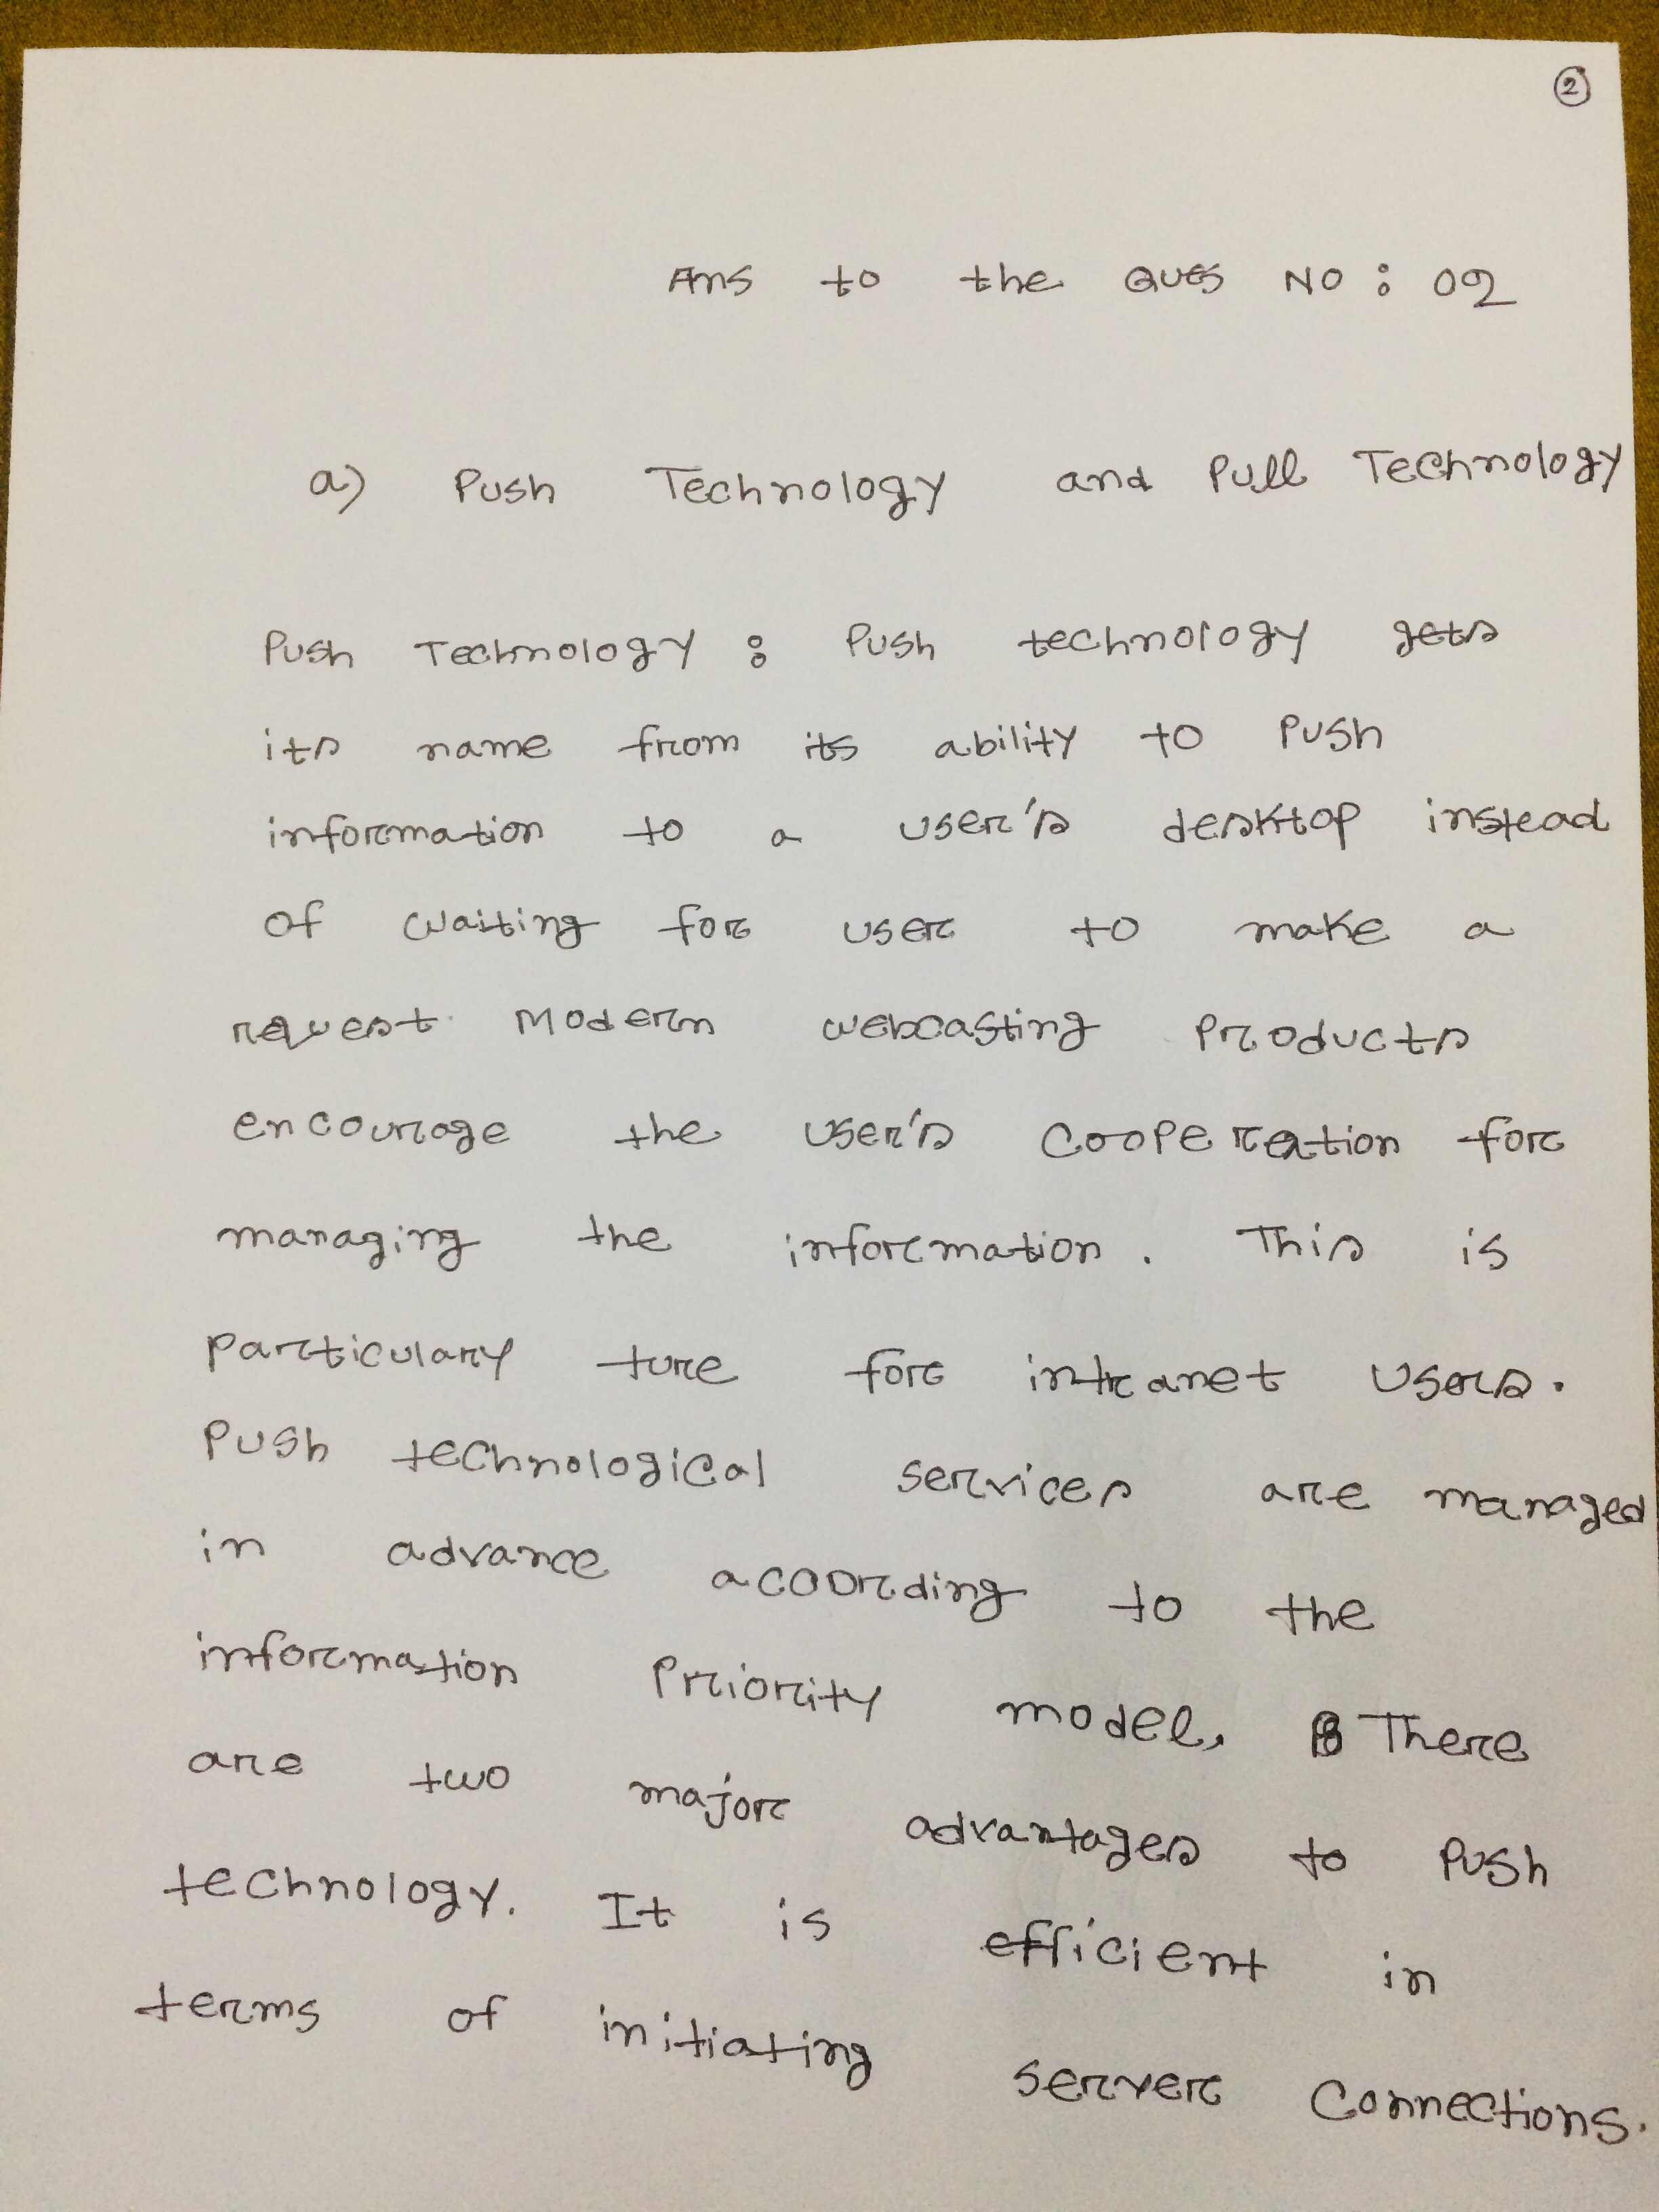 2
Ans to the Ques No : 02
a) Push Technology and Pull Technology
Push Technology : Push technology gets
its name from its ability to Push
information to a user's desktop instead
of waiting for user to make a
request. Modern webcasting Products
encourage the user's cooperation for
managing the information. This is
particulary ture for intranet users.
Push technological services are managed
in advance acoording to the
information Priority model. There
are two major advantages to Push
technology. It is efficient in
terms of initiating server Connections.